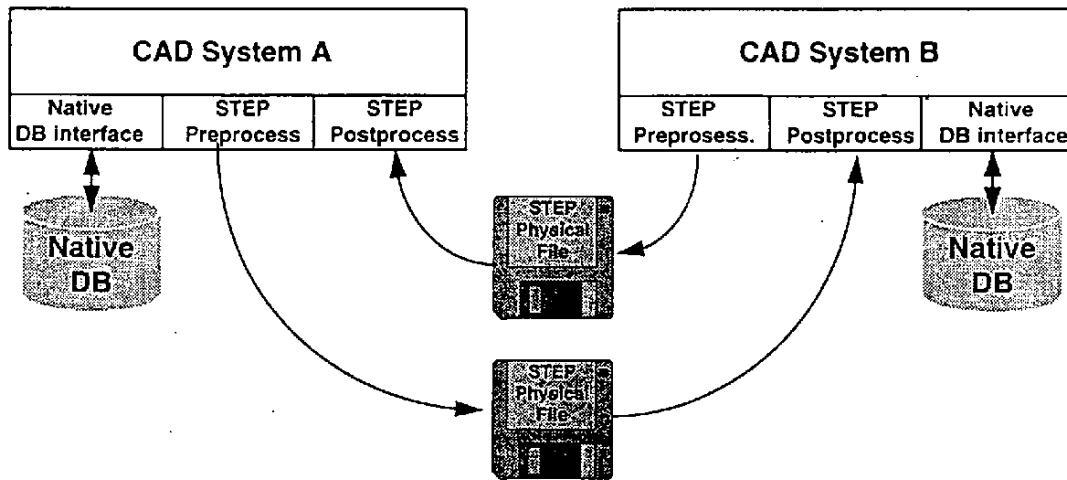 CAD System A
CAD System B
Native
DB interface
STEP
Preprocess
STEP
Postprocess
STEP
Preprosess.
STEP
Postprocess
Native
DB interface
Native
DB
STEP
Physical
File
Native
DB
STEP
Physical
File